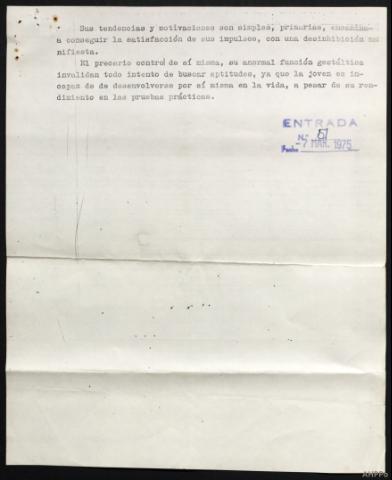 Sus tendencias y motivaciones son simples, primarias,
a conseguir la satisfacción de sus impulsos, con una desinhibición ma
nifiesta.
El precario control de sí misma, su anormal función gestáltica
invalidan todo intento de buscar aptitudes, ya que la joven es in-
capaz de de desenvolverse por sí misma en la vida, a pesar de su ren-
dimiento en las pruebas prácticas.
ENTRADA
N.º 51
Fecha -7 MAR. 1975
AHPPo